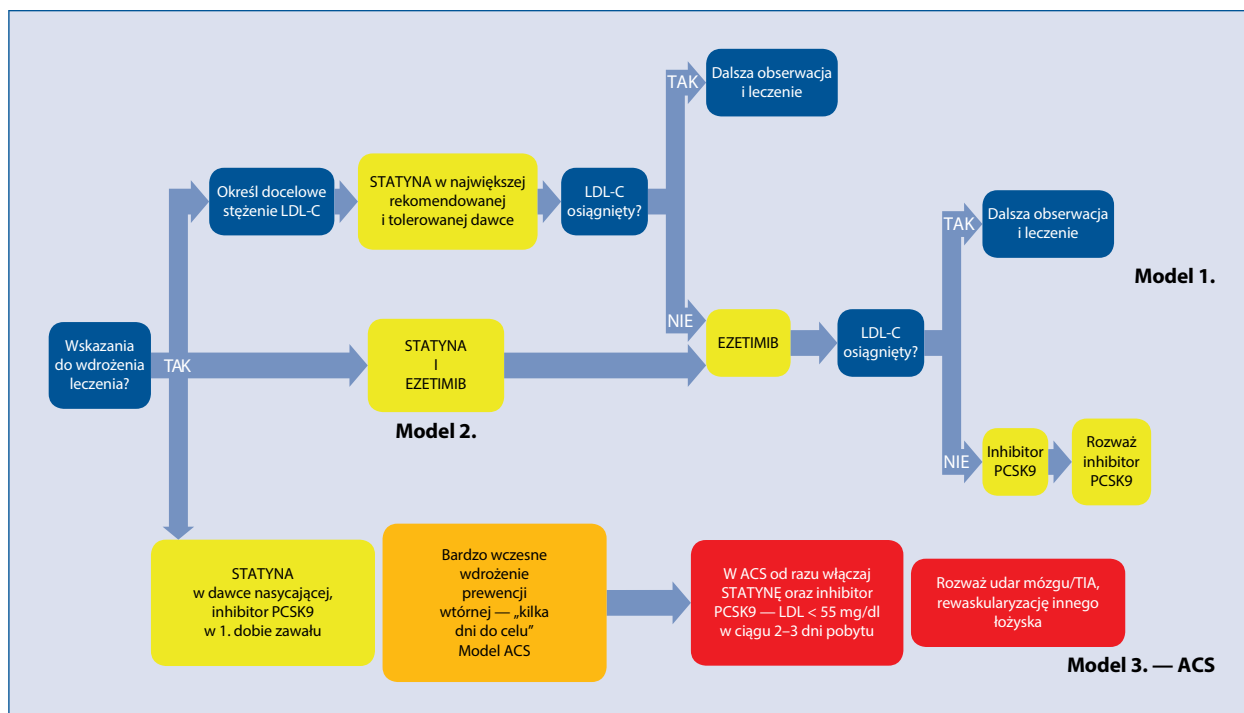 Wskazania
do wdrożenia
leczenia?
TAK
Określ docelowe
stężenie LDL-C
STATYNA w największej
rekomendowanej
i tolerowanej dawce
LDL-C
osiągnięty?
TAK
Dalsza obserwacja
i leczenie
NIE
STATYNA
I
EZETIMIB
Model 2.
EZETIMIB
LDL-C
osiągnięty?
TAK
Dalsza obserwacja
i leczenie
Model 1.
NIE
Inhibitor
PCSK9
Rozważ
inhibitor
PCSK9
STATYNA
w dawce nasycającej,
inhibitor PCSK9
w 1. dobie zawału
Bardzo wczesne
wdrożenie
prewencji
wtórnej — „kilka
dni do celu”
Model ACS
W ACS od razu włączaj
STATYNĘ oraz inhibitor
PCSK9 — LDL < 55 mg/dl
w ciągu 2–3 dni pobytu
Rozważ udar mózgu/TIA,
rewaskularyzację innego
łożyska
Model 3. — ACS